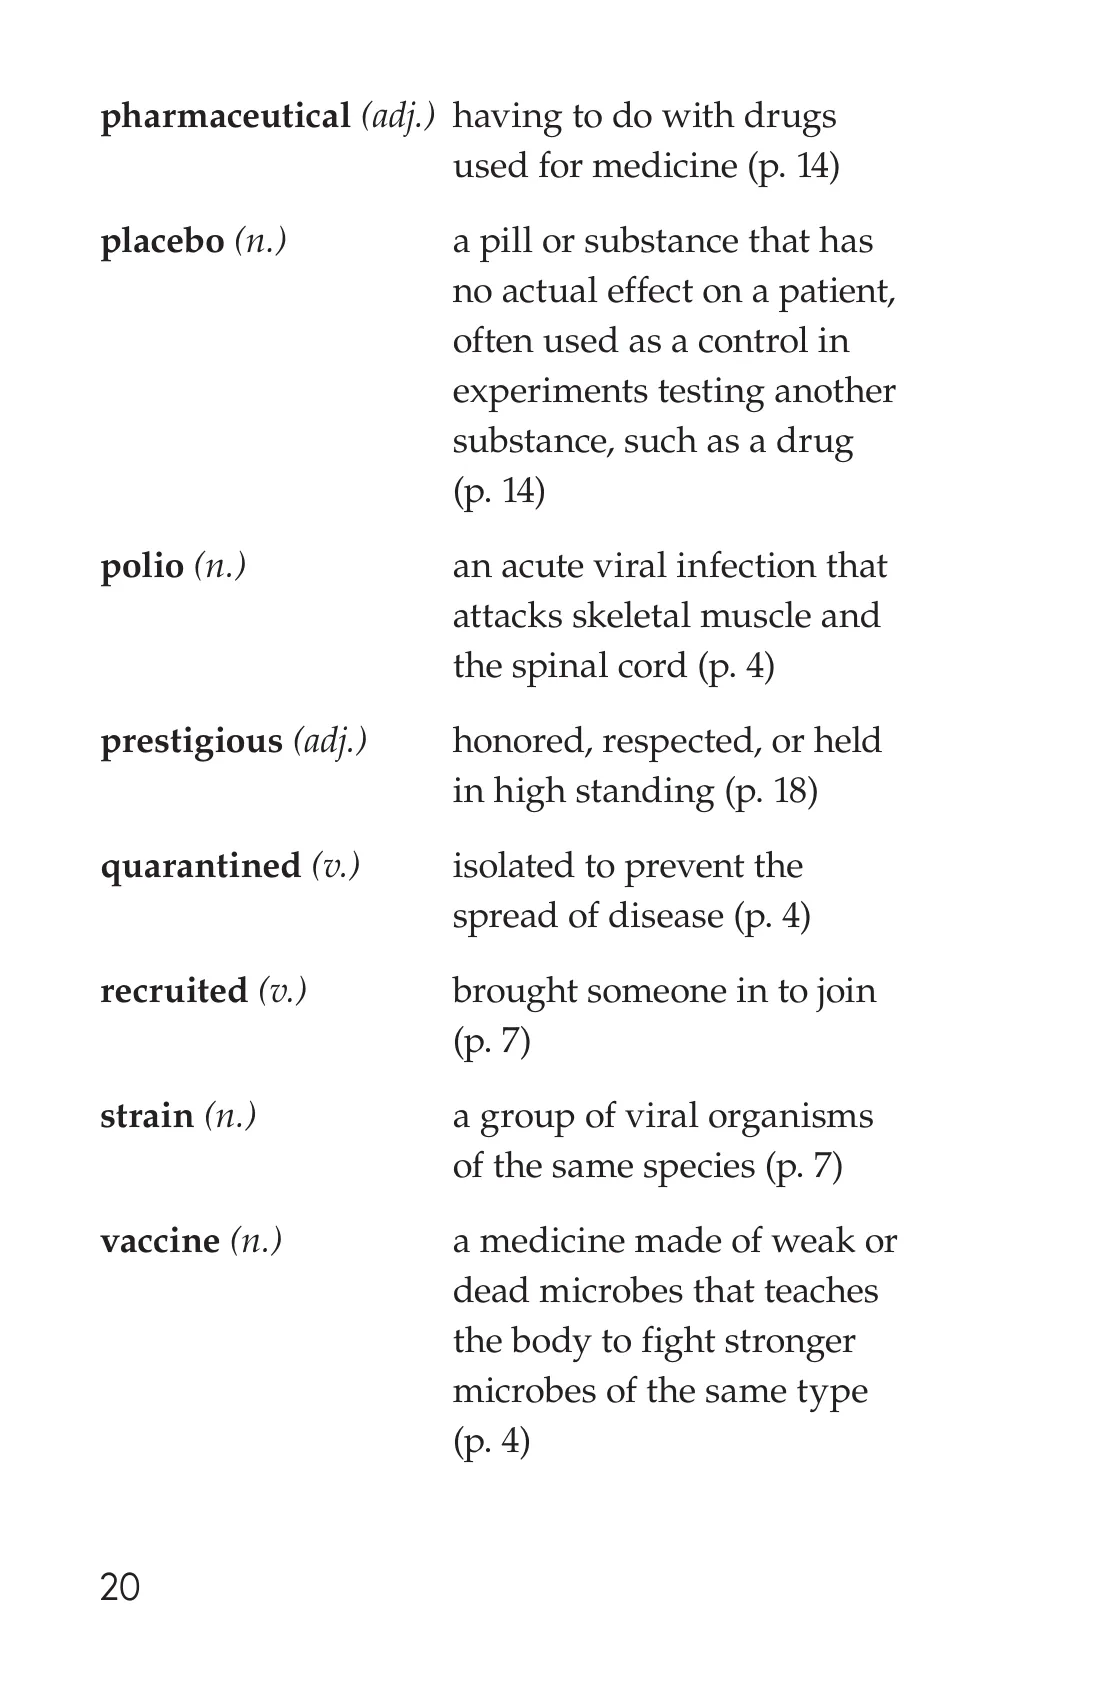 pharmaceutical (adj.) having to do with drugs
used for medicine (p. 14)
placebo (n.) a pill or substance that has
no actual effect on a patient,
often used as a control in
experiments testing another
substance, such as a drug
(p. 14)
polio (n.) an acute viral infection that
attacks skeletal muscle and
the spinal cord (p. 4)
prestigious (adj.) honored, respected, or held
in high standing (p. 18)
quarantined (v.) isolated to prevent the
spread of disease (p. 4)
recruited (v.) brought someone in to join
(p. 7)
strain (n.) a group of viral organisms
of the same species (p. 7)
vaccine (n.) a medicine made of weak or
dead microbes that teaches
the body to fight stronger
microbes of the same type
(p. 4)
20